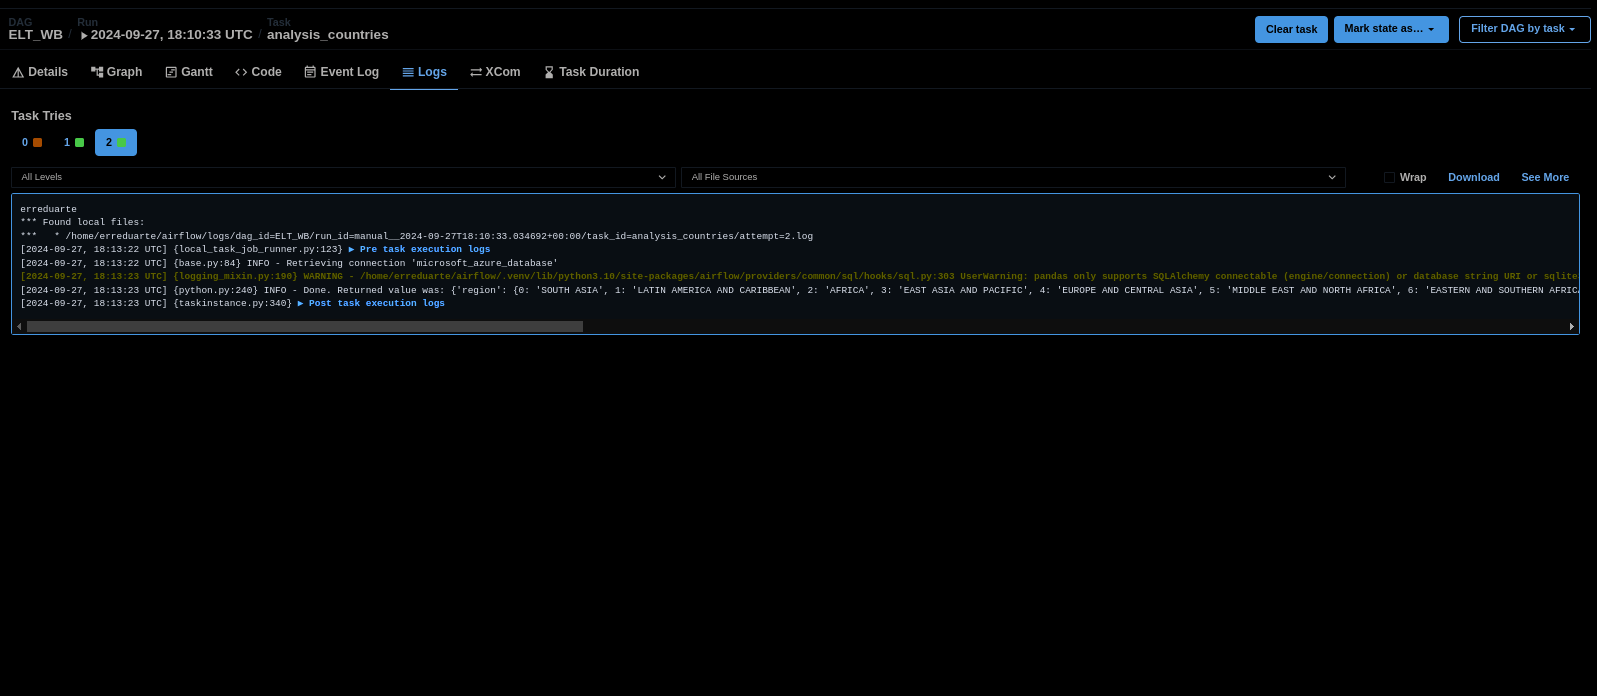 DAG
Run
Task
ELT_WB / 2024-09-27, 18:10:33 UTC / analysis_countries
Clear task
Mark state as…
Filter DAG by task
Details
Graph
Gantt
Code
Event Log
Logs
XCom
Task Duration
Task Tries
0
1
2
All Levels
All File Sources
Wrap
Download
See More
erreduarte
*** Found local files:
***   * /home/erreduarte/airflow/logs/dag_id=ELT_WB/run_id=manual__2024-09-27T18:10:33.034692+00:00/task_id=analysis_countries/attempt=2.log
[2024-09-27, 18:13:22 UTC] {local_task_job_runner.py:123} ▶ Pre task execution logs
[2024-09-27, 18:13:22 UTC] {base.py:84} INFO - Retrieving connection 'microsoft_azure_database'
[2024-09-27, 18:13:23 UTC] {logging_mixin.py:190} WARNING - /home/erreduarte/airflow/.venv/lib/python3.10/site-packages/airflow/providers/common/sql/hooks/sql.py:303 UserWarning: pandas only supports SQLAlchemy connectable (engine/connection) or database string URI or sqlite
[2024-09-27, 18:13:23 UTC] {python.py:240} INFO - Done. Returned value was: {'region': {0: 'SOUTH ASIA', 1: 'LATIN AMERICA AND CARIBBEAN', 2: 'AFRICA', 3: 'EAST ASIA AND PACIFIC', 4: 'EUROPE AND CENTRAL ASIA', 5: 'MIDDLE EAST AND NORTH AFRICA', 6: 'EASTERN AND SOUTHERN AFRICA
[2024-09-27, 18:13:23 UTC] {taskinstance.py:340} ▶ Post task execution logs